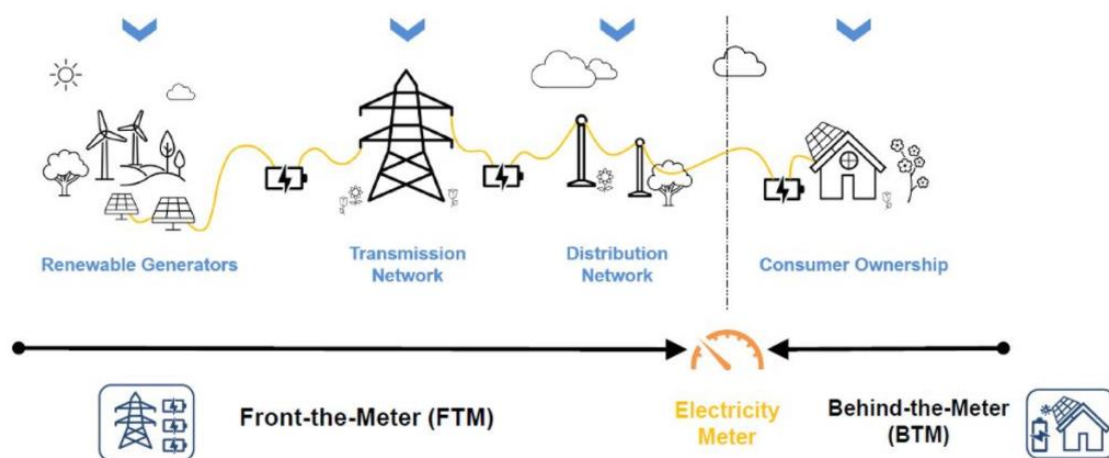 Renewable Generators
Transmission
Network
Distribution
Network
Consumer Ownership
Front-the-Meter (FTM)
Electricity
Meter
Behind-the-Meter
(BTM)